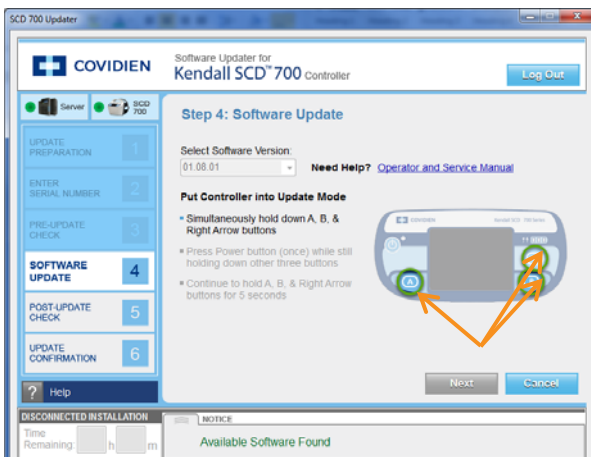 SCD 700 Updater
COVIDIEN
Software Updater for
Kendall SCD™ 700 Controller
Log Out
Server
SCD
700
UPDATE
PREPARATION
1
ENTER
SERIAL NUMBER
2
PRE-UPDATE
CHECK
3
SOFTWARE
UPDATE
4
POST-UPDATE
CHECK
5
UPDATE
CONFIRMATION
6
? Help
Step 4: Software Update
Select Software Version:
01.08.01
Need Help? Operator and Service Manual
Put Controller into Update Mode
Simultaneously hold down A, B, &
Right Arrow buttons
Press Power button (once) while still
holding down other three buttons
Continue to hold A, B, & Right Arrow
buttons for 5 seconds
COVIDIEN
Kendall SCD 700 Series
A
Next
Cancel
DISCONNECTED INSTALLATION
Time
Remaining: h m
NOTICE
Available Software Found